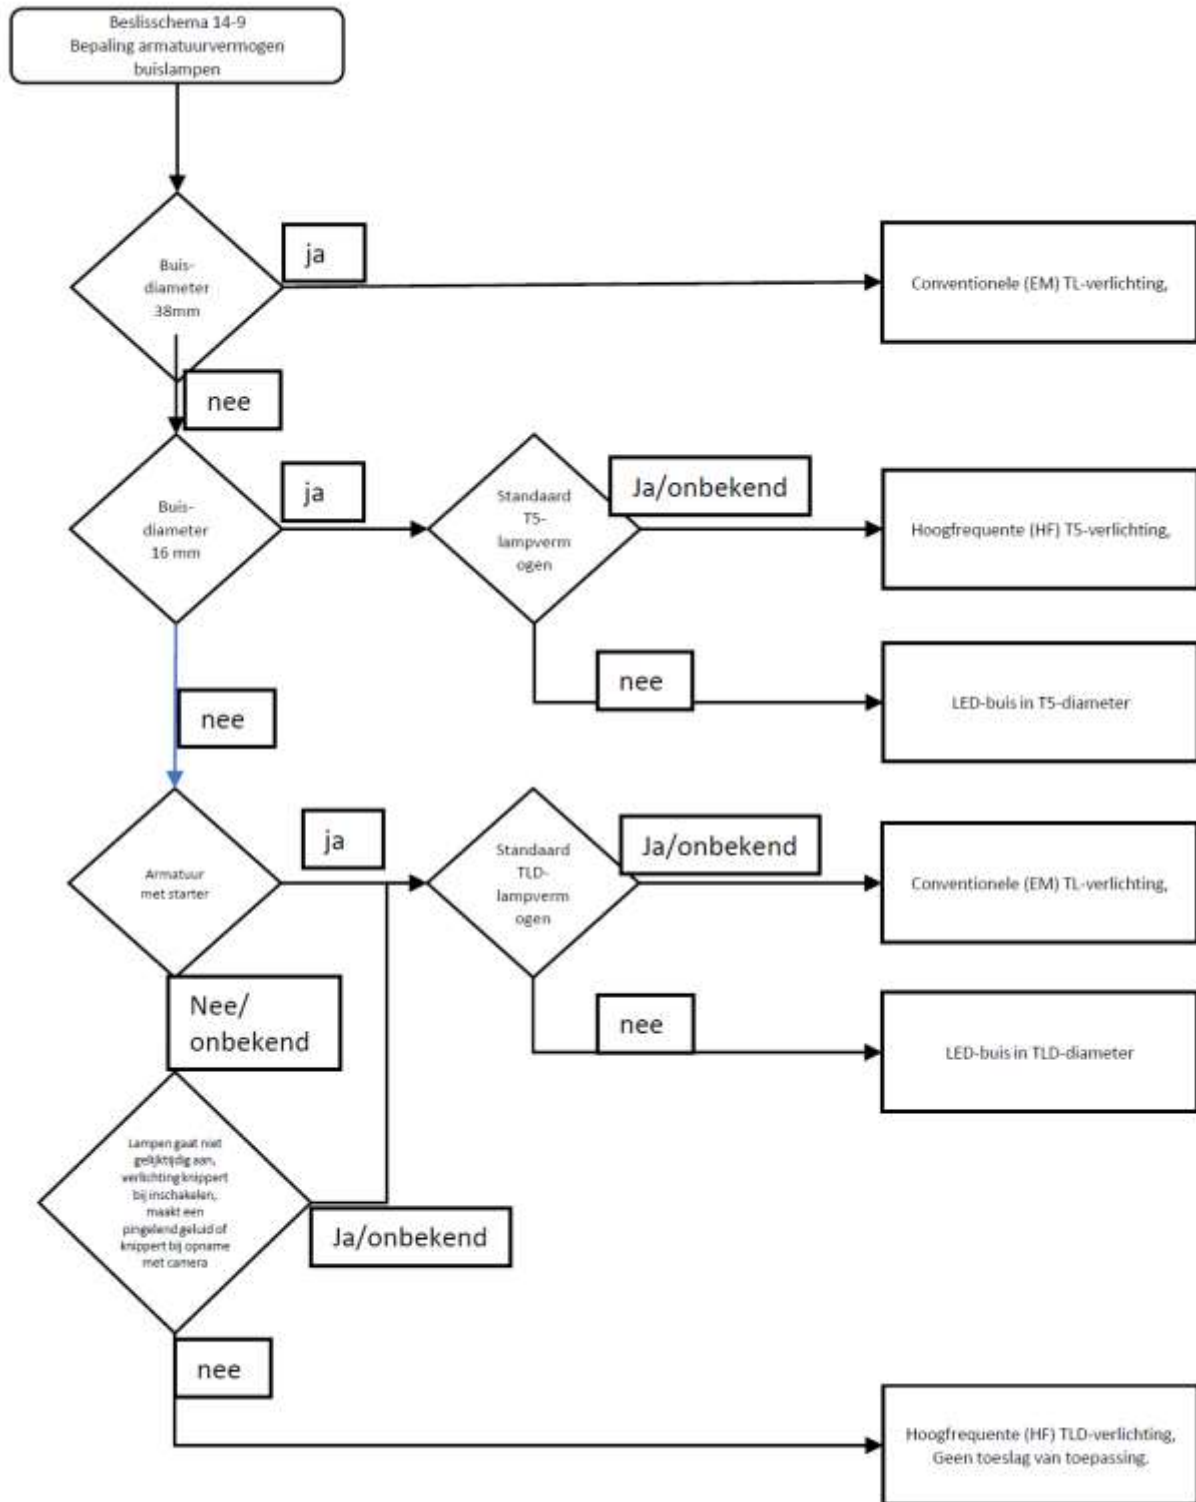 Beslisschema 14-9
Bepaling armatuurvermogen
buislampen
Buis-
diameter
38mm
ja
Conventionele (EM) TL-verlichting,
nee
Buis-
diameter
16 mm
ja
Standaard
T5-
lampverm
ogen
Ja/onbekend
Hoogfrequente (HF) T5-verlichting,
nee
LED-buis in T5-diameter
nee
Armatuur
met starter
ja
Standaard
TLD-
lampverm
ogen
Ja/onbekend
Conventionele (EM) TL-verlichting,
nee
LED-buis in TLD-diameter
Nee/
onbekend
Lampen gaat niet
gelijktijdig aan,
verlichting knippert
bij inschakelen,
maakt een
pingelend geluid of
knippert bij opname
met camera
Ja/onbekend
nee
Hoogfrequente (HF) TLD-verlichting,
Geen toeslag van toepassing.